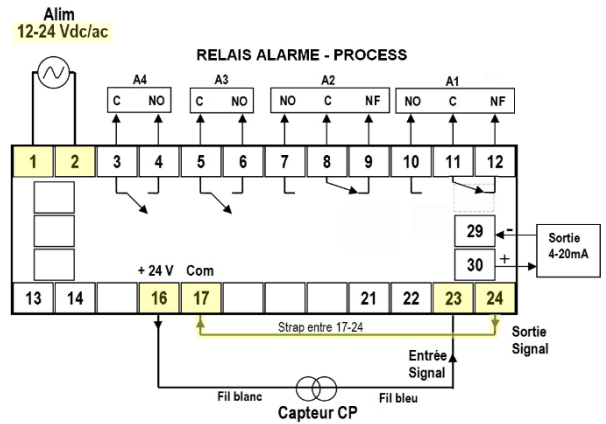 Alim
12-24 Vdc/ac
RELAIS ALARME - PROCESS
A4 A3 A2 A1
C NO C NO NO C NF NO C NF
1 2 3 4 5 6 7 8 9 10 11 12
29 -
30 +
Sortie
4-20mA
+ 24 V Com
13 14 16 17 21 22 23 24
Strap entre 17-24
Sortie
Signal
Entrée
Signal
Fil blanc Fil bleu
Capteur CP